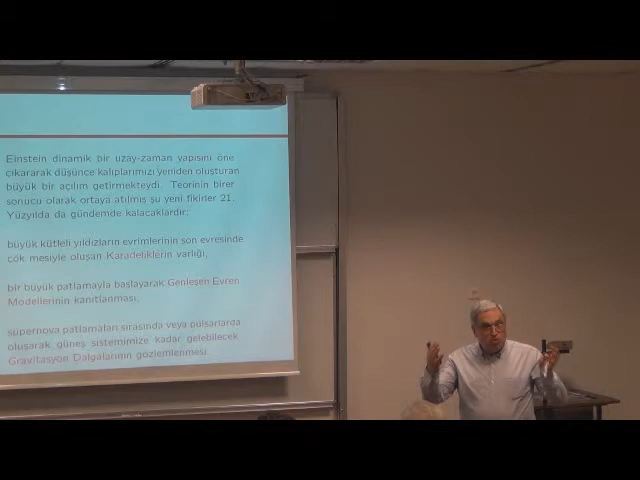 Einstein dinamik bir uzay-zaman yapısını öne
çıkararak düşünce kalıplarımızı yeniden oluşturan
büyük bir açılım getirmekteydi. Teorinin birer
sonucu olarak ortaya atılmış şu yeni fikirler 21.
Yüzyılda da gündemde kalacaklardır:
büyük kütleli yıldızların evrimlerinin son evresinde
çök mesiyle oluşan Karadeliklerin varlığı,
bir büyük patlamayla başlayarak Genleşen Evren
Modellerinin kanıtlanması,
süpernova patlamaları sırasında veya pulsarlarda
oluşarak güneş sistemimize kadar gelebilecek
Gravitasyon Dalgalarının gözlemlenmesi